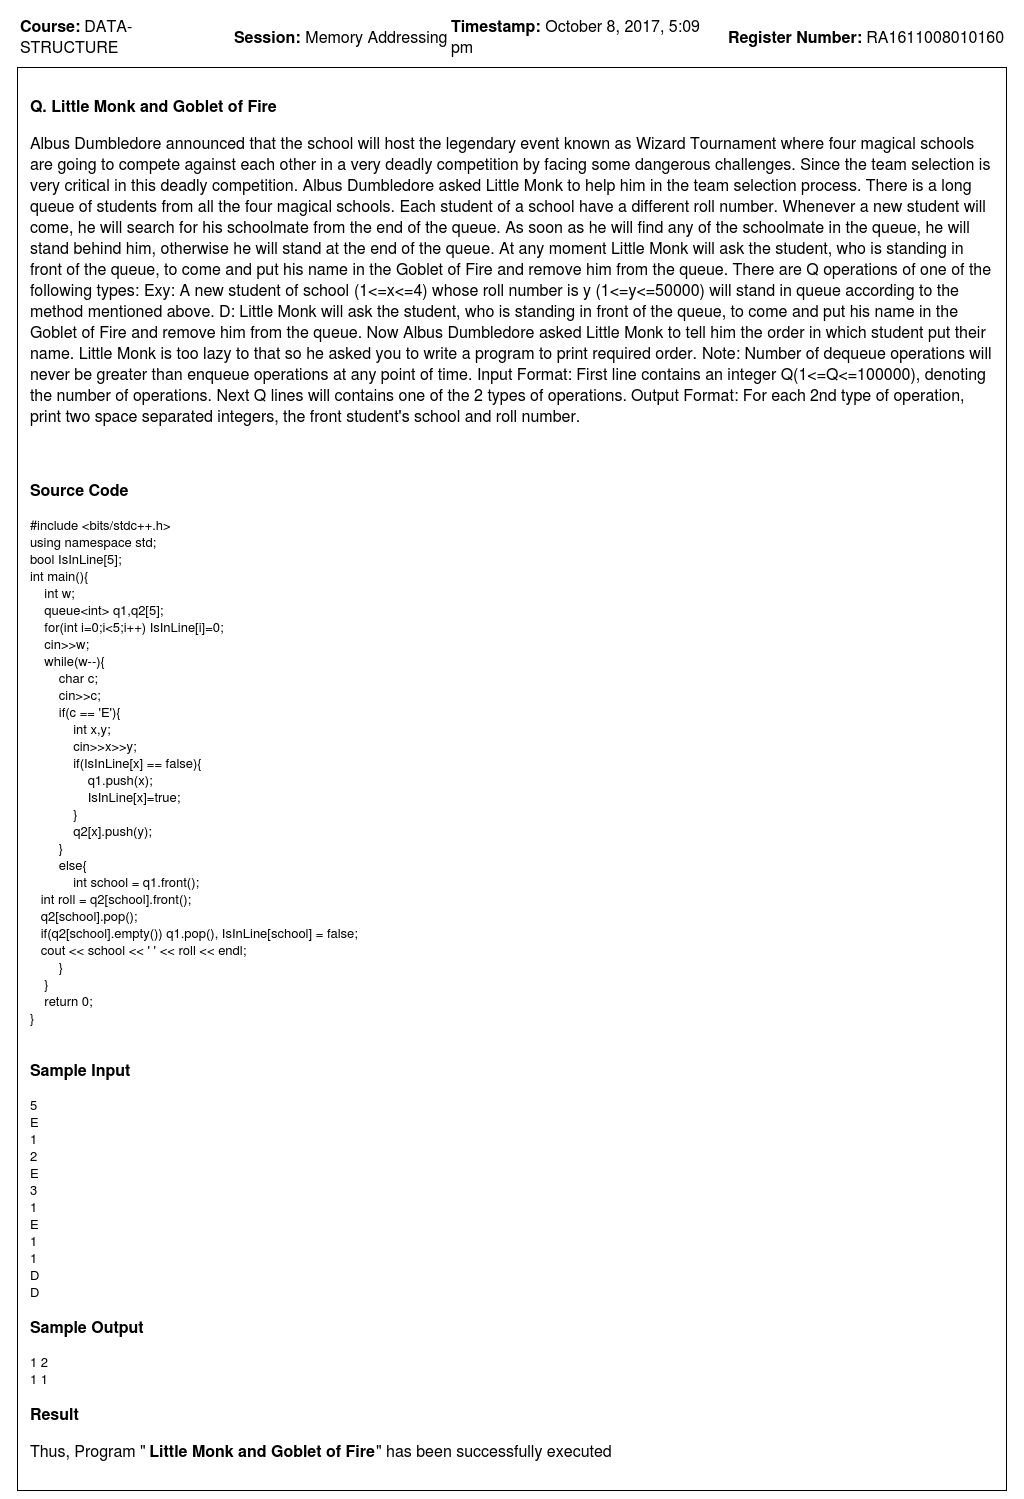 Course: DATA-STRUCTURE
Session: Memory Addressing
Timestamp: October 8, 2017, 5:09 pm
Register Number: RA1611008010160
Q. Little Monk and Goblet of Fire
Albus Dumbledore announced that the school will host the legendary event known as Wizard Tournament where four magical schools
are going to compete against each other in a very deadly competition by facing some dangerous challenges. Since the team selection is
very critical in this deadly competition. Albus Dumbledore asked Little Monk to help him in the team selection process. There is a long
queue of students from all the four magical schools. Each student of a school have a different roll number. Whenever a new student will
come, he will search for his schoolmate from the end of the queue. As soon as he will find any of the schoolmate in the queue, he will
stand behind him, otherwise he will stand at the end of the queue. At any moment Little Monk will ask the student, who is standing in
front of the queue, to come and put his name in the Goblet of Fire and remove him from the queue. There are Q operations of one of the
following types: Exy: A new student of school (1<=x<=4) whose roll number is y (1<=y<=50000) will stand in queue according to the
method mentioned above. D: Little Monk will ask the student, who is standing in front of the queue, to come and put his name in the
Goblet of Fire and remove him from the queue. Now Albus Dumbledore asked Little Monk to tell him the order in which student put their
name. Little Monk is too lazy to that so he asked you to write a program to print required order. Note: Number of dequeue operations will
never be greater than enqueue operations at any point of time. Input Format: First line contains an integer Q(1<=Q<=100000), denoting
the number of operations. Next Q lines will contains one of the 2 types of operations. Output Format: For each 2nd type of operation,
print two space separated integers, the front student's school and roll number.
Source Code
#include <bits/stdc++.h>
using namespace std;
bool IsInLine[5];
int main(){
    int w;
    queue<int> q1,q2[5];
    for(int i=0;i<5;i++) IsInLine[i]=0;
    cin>>w;
    while(w--){
        char c;
        cin>>c;
        if(c == 'E'){
            int x,y;
            cin>>x>>y;
            if(IsInLine[x] == false){
                q1.push(x);
                IsInLine[x]=true;
            }
            q2[x].push(y);
        }
        else{
            int school = q1.front();
   int roll = q2[school].front();
   q2[school].pop();
   if(q2[school].empty()) q1.pop(), IsInLine[school] = false;
   cout << school << ' ' << roll << endl;
        }
    }
    return 0;
}
Sample Input
5
E
1
2
E
3
1
E
1
1
D
D
Sample Output
1 2
1 1
Result
Thus, Program " Little Monk and Goblet of Fire" has been successfully executed